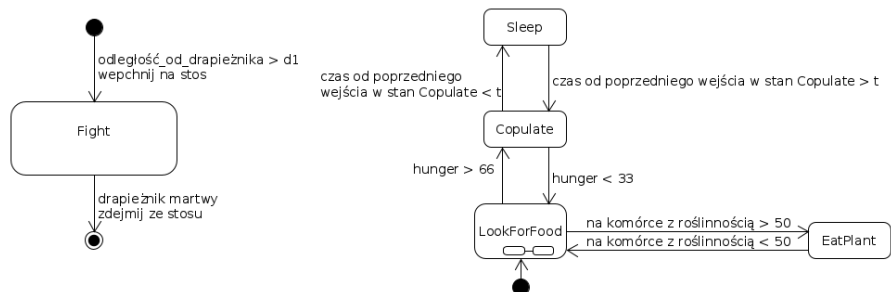 odległość_od_drapieżnika > d1
wepchnij na stos
Fight
drapieżnik martwy
zdejmij ze stosu
Sleep
czas od poprzedniego
wejścia w stan Copulate < t
czas od poprzedniego wejścia w stan Copulate > t
Copulate
hunger > 66
hunger < 33
LookForFood
na komórce z roślinnością > 50
na komórce z roślinnością < 50
EatPlant